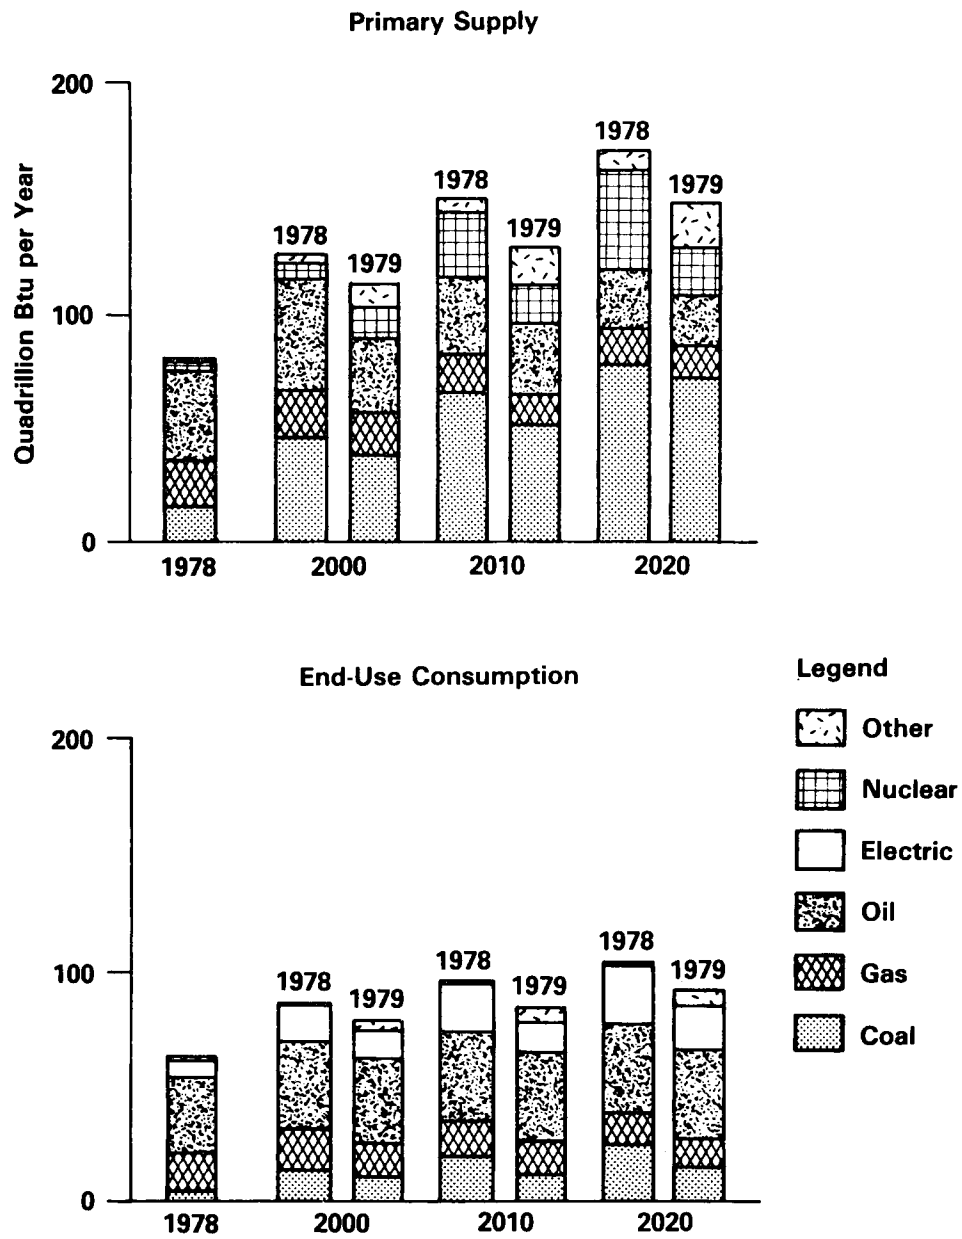 Primary Supply
200
100
0
Quadrillion Btu per Year
1978
1979
1978
1979
1978
1979
1978
2000
2010
2020
End-Use Consumption
200
100
0
1978
1979
1978
1979
1978
1979
1978
2000
2010
2020
Legend
Other
Nuclear
Electric
Oil
Gas
Coal